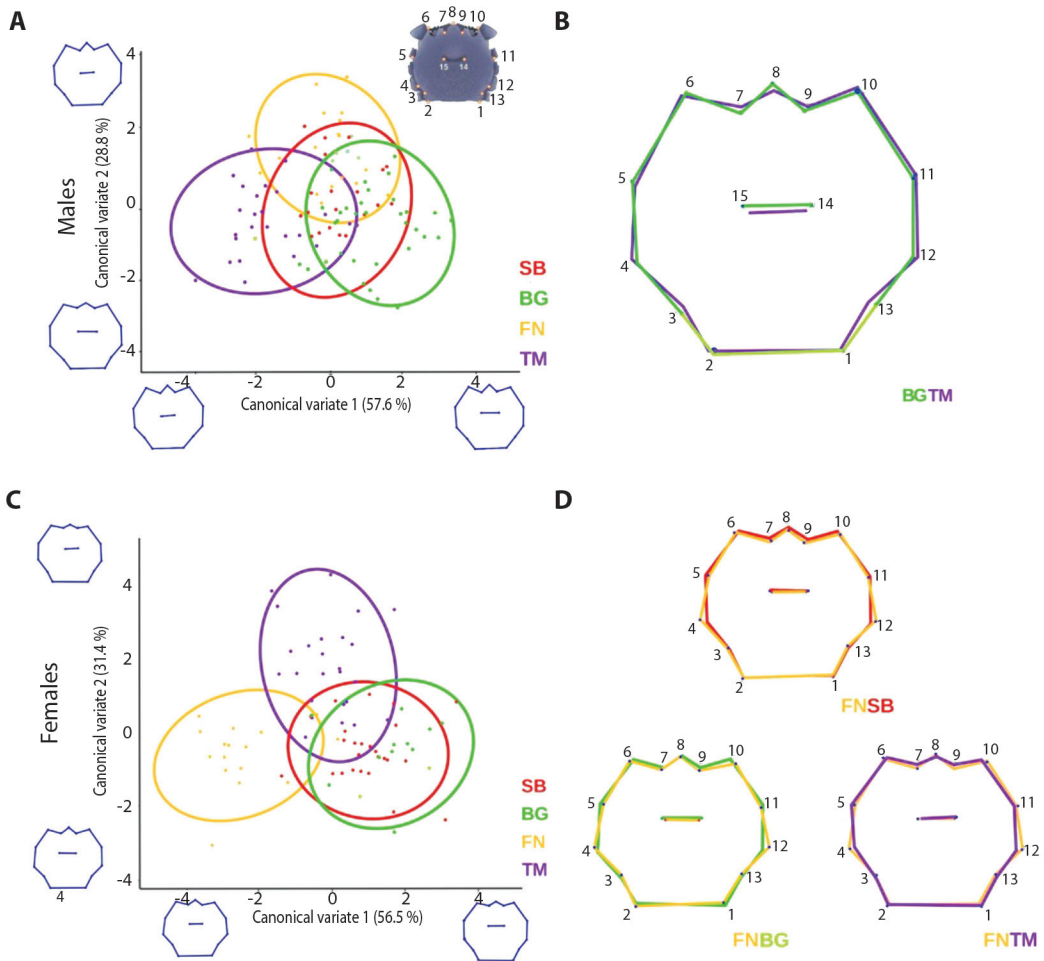 A
B
6 7 8 9 10
5 11
15 14
4 12
3 13
2 1
4
2
0
-2
-4
Males
Canonical variate 2 (28.8 %)
SB
BG
FN
TM
-4 -2 0 2 4
Canonical variate 1 (57.6 %)
8
6 7 9 10
5 11
15 14
4 12
3 13
2 1
BGTM
C
D
4
2
0
-2
-4
Females
Canonical variate 2 (31.4 %)
SB
BG
FN
TM
4
-4 -2 0 2 4
Canonical variate 1 (56.5 %)
8
6 7 9 10
5 11
4 12
3 13
2 1
FNSB
8
6 7 9 10
5 11
4 12
3 13
2 1
FNBG
8
6 7 9 10
5 11
4 12
3 13
2 1
FNTM